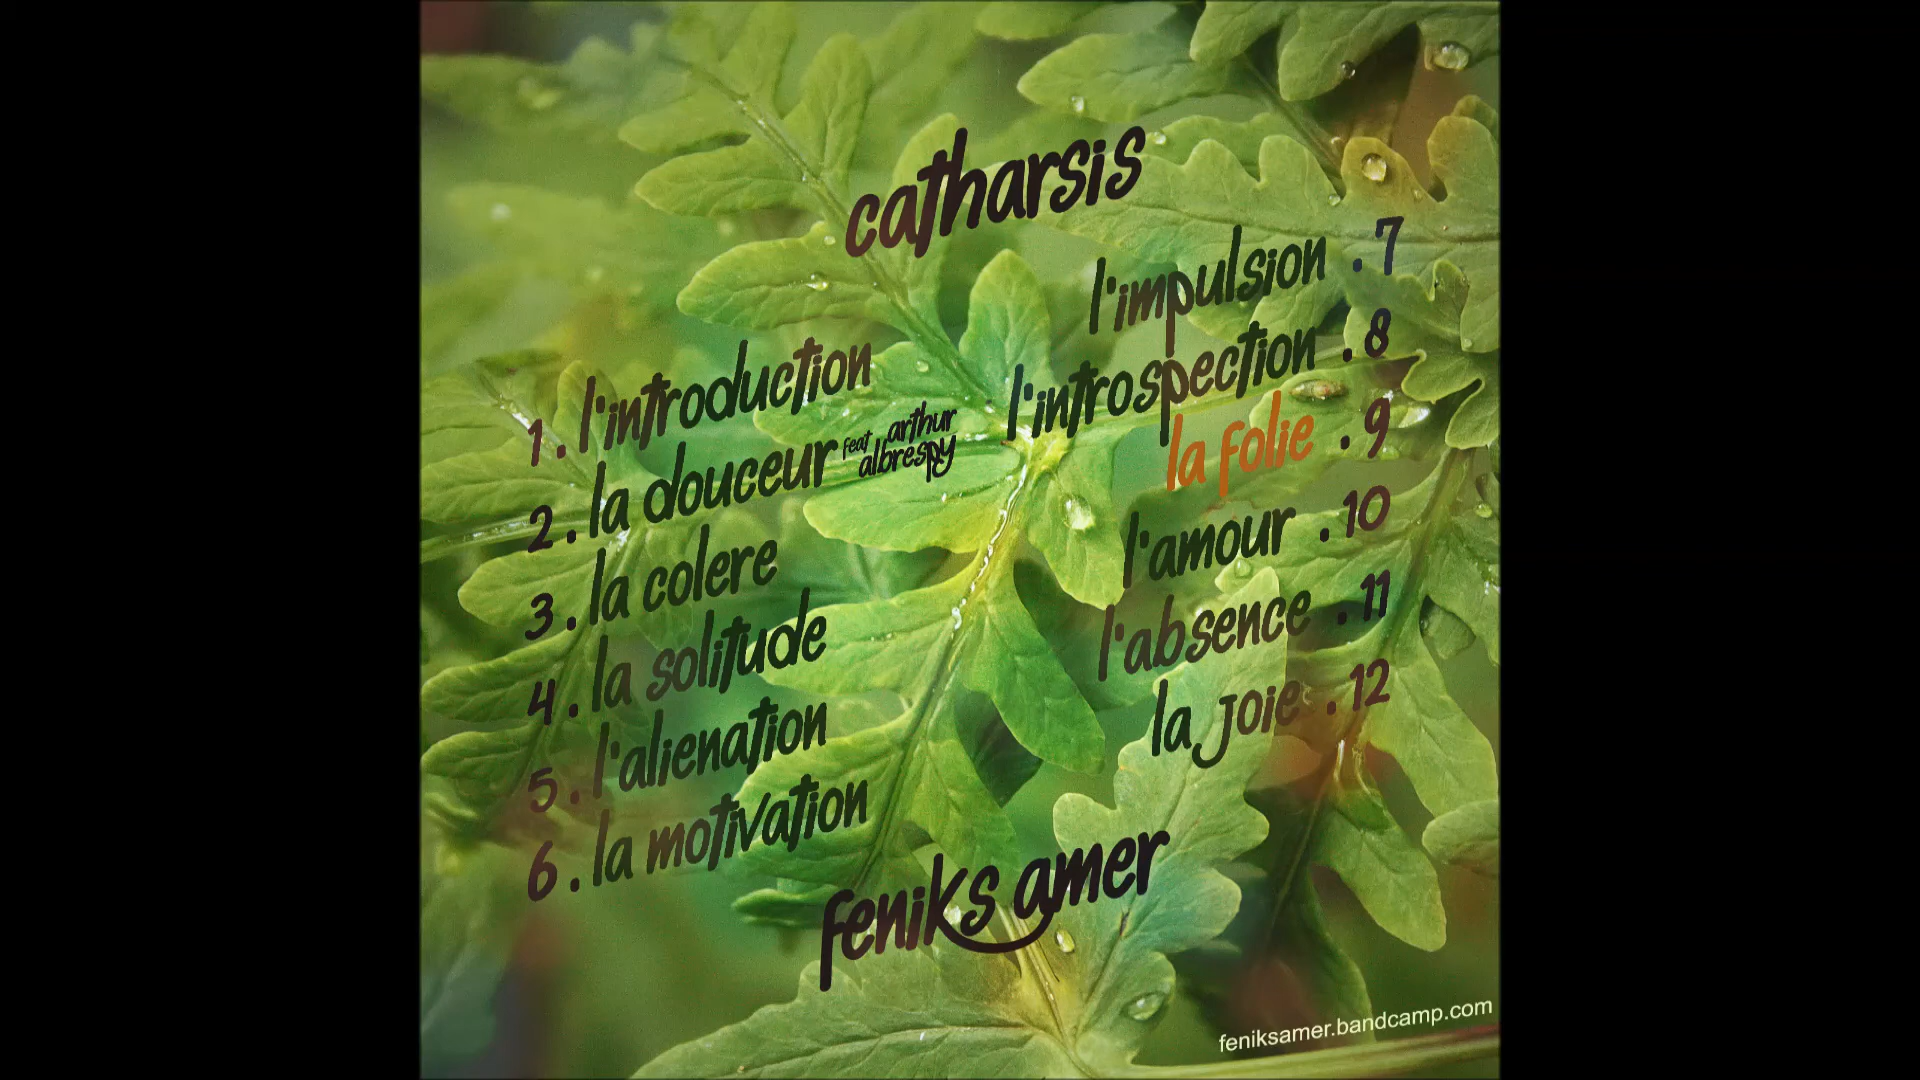 catharsis
1. l'introduction
2. la douceur feat arthur albrespy
3. la colere
4. la solitude
5. l'alienation
6. la motivation
l'impulsion . 7
l'introspection . 8
la folie . 9
l'amour . 10
l'absence . 11
la joie . 12
feniks amer
feniksamer.bandcamp.com